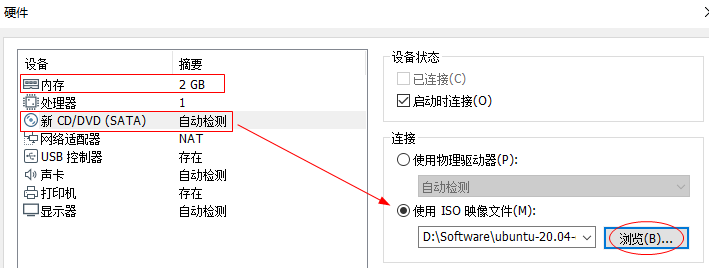 硬件
设备 摘要
内存 2 GB
处理器 1
新 CD/DVD (SATA) 自动检测
网络适配器 NAT
USB 控制器 存在
声卡 自动检测
打印机 存在
显示器 自动检测
设备状态
已连接(C)
启动时连接(O)
连接
使用物理驱动器(P):
自动检测
使用 ISO 映像文件(M):
D:\Software\ubuntu-20.04- 浏览(B)...